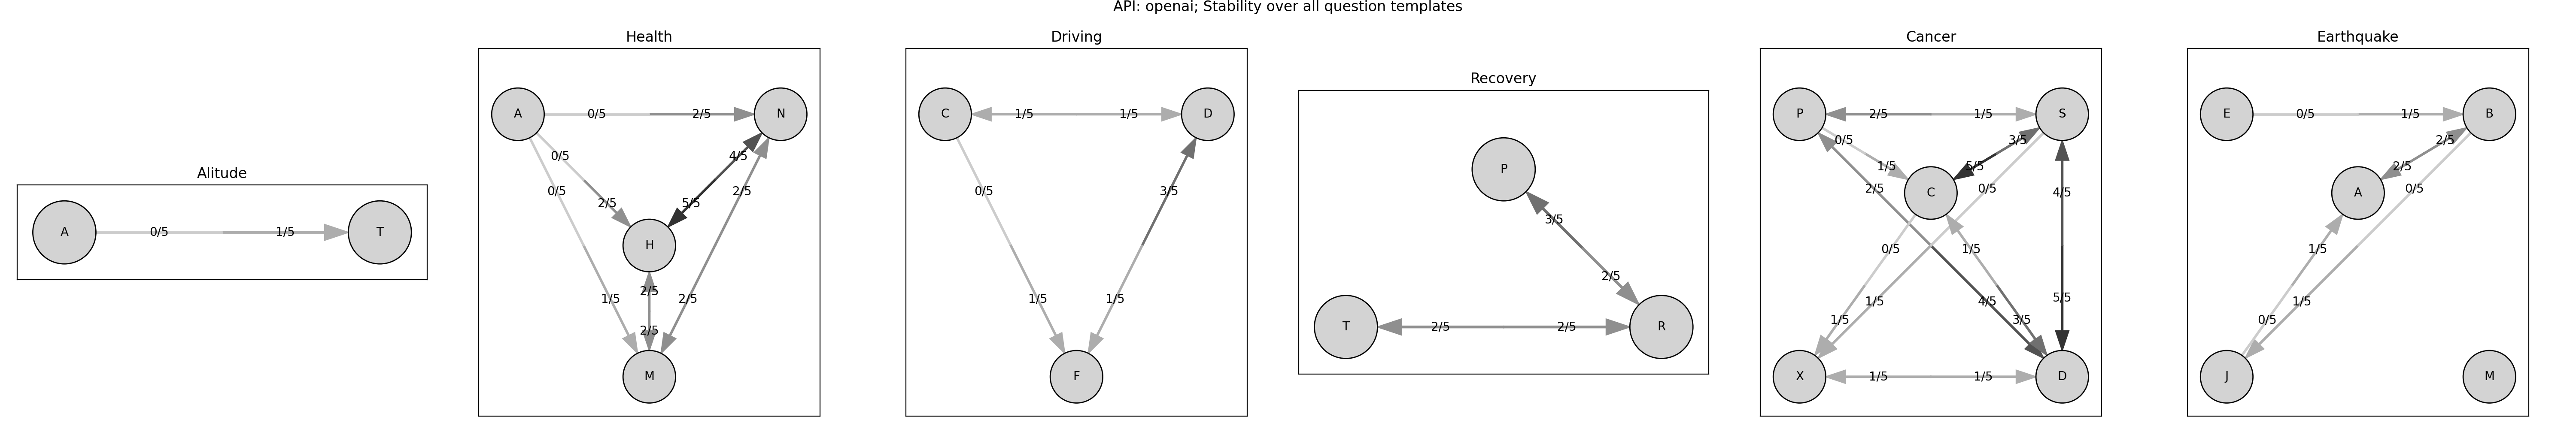 API: openai; Stability over all question templates
Alitude
A
0/5
1/5
T
Health
A
0/5
2/5
N
0/5
4/5
0/5
2/5
5/5
2/5
H
2/5
1/5
2/5
2/5
M
Driving
C
1/5
1/5
D
0/5
3/5
1/5
1/5
F
Recovery
P
3/5
2/5
T
2/5
2/5
R
Cancer
P
2/5
1/5
S
0/5
3/5
1/5
5/5
2/5
C
0/5
4/5
0/5
1/5
1/5
4/5
5/5
1/5
3/5
X
1/5
1/5
D
Earthquake
E
0/5
1/5
B
2/5
2/5
A
0/5
1/5
1/5
0/5
J
M